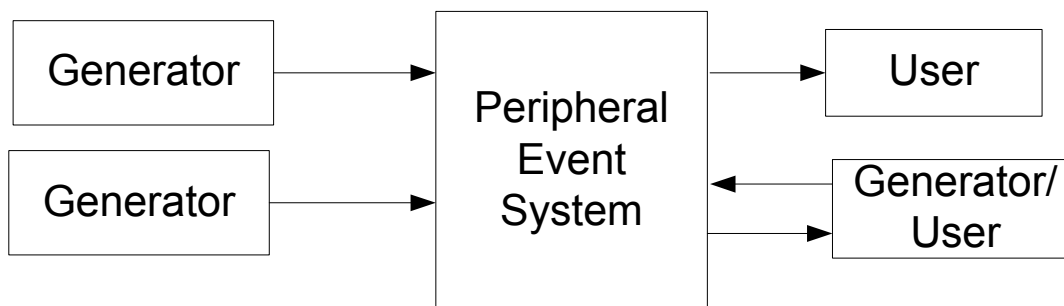 Generator
Generator
Peripheral
Event
System
User
Generator/
User